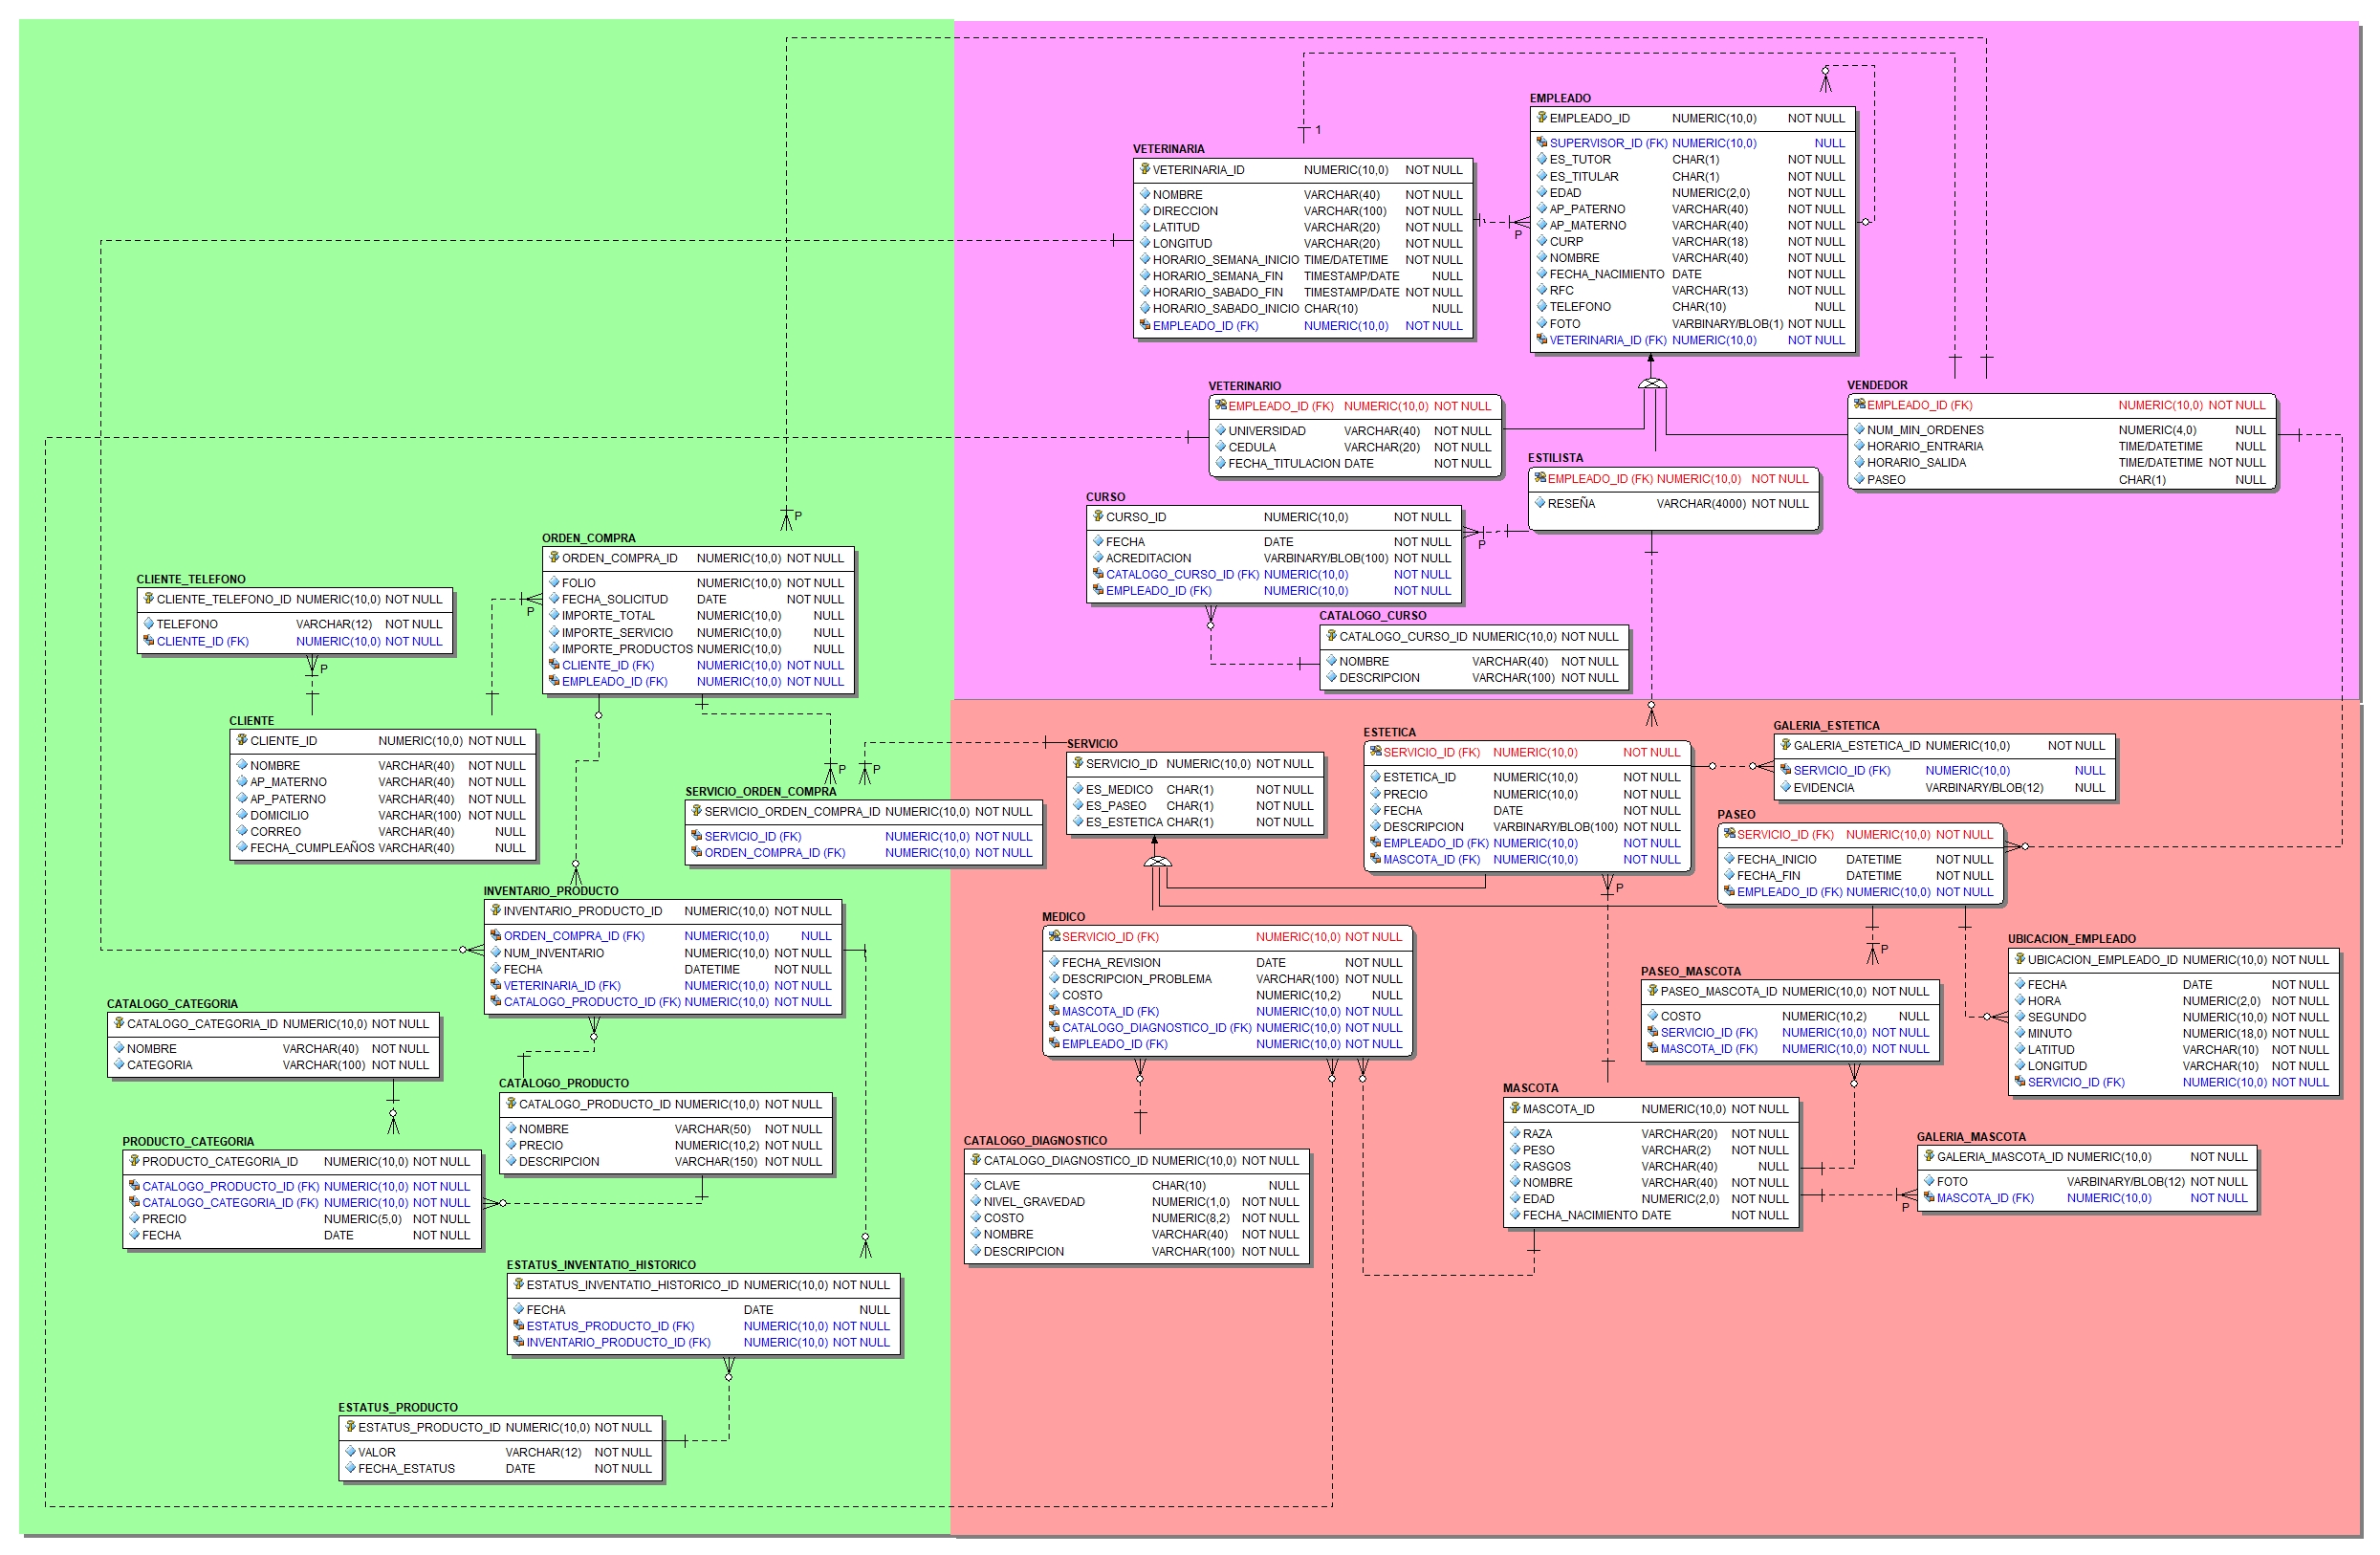 EMPLEADO
EMPLEADO_ID NUMERIC(10,0) NOT NULL
SUPERVISOR_ID (FK) NUMERIC(10,0) NULL
ES_TUTOR CHAR(1) NOT NULL
ES_TITULAR CHAR(1) NOT NULL
EDAD NUMERIC(2,0) NOT NULL
AP_PATERNO VARCHAR(40) NOT NULL
AP_MATERNO VARCHAR(40) NOT NULL
CURP VARCHAR(18) NOT NULL
NOMBRE VARCHAR(40) NOT NULL
FECHA_NACIMIENTO DATE NOT NULL
RFC VARCHAR(13) NOT NULL
TELEFONO CHAR(10) NULL
FOTO VARBINARY/BLOB(1) NOT NULL
VETERINARIA_ID (FK) NUMERIC(10,0) NOT NULL
1
VETERINARIA
VETERINARIA_ID NUMERIC(10,0) NOT NULL
NOMBRE VARCHAR(40) NOT NULL
DIRECCION VARCHAR(100) NOT NULL
LATITUD VARCHAR(20) NOT NULL
LONGITUD VARCHAR(20) NOT NULL
HORARIO_SEMANA_INICIO TIME/DATETIME NOT NULL
HORARIO_SEMANA_FIN TIMESTAMP/DATE NULL
HORARIO_SABADO_FIN TIMESTAMP/DATE NOT NULL
HORARIO_SABADO_INICIO CHAR(10) NULL
EMPLEADO_ID (FK) NUMERIC(10,0) NOT NULL
P
VETERINARIO
EMPLEADO_ID (FK) NUMERIC(10,0) NOT NULL
UNIVERSIDAD VARCHAR(40) NOT NULL
CEDULA VARCHAR(20) NOT NULL
FECHA_TITULACION DATE NOT NULL
VENDEDOR
EMPLEADO_ID (FK) NUMERIC(10,0) NOT NULL
NUM_MIN_ORDENES NUMERIC(4,0) NULL
HORARIO_ENTRARIA TIME/DATETIME NULL
HORARIO_SALIDA TIME/DATETIME NOT NULL
PASEO CHAR(1) NULL
ESTILISTA
EMPLEADO_ID (FK) NUMERIC(10,0) NOT NULL
RESEÑA VARCHAR(4000) NOT NULL
CURSO
CURSO_ID NUMERIC(10,0) NOT NULL
FECHA DATE NOT NULL
ACREDITACION VARBINARY/BLOB(100) NOT NULL
CATALOGO_CURSO_ID (FK) NUMERIC(10,0) NOT NULL
EMPLEADO_ID (FK) NUMERIC(10,0) NOT NULL
P
CATALOGO_CURSO
CATALOGO_CURSO_ID NUMERIC(10,0) NOT NULL
NOMBRE VARCHAR(40) NOT NULL
DESCRIPCION VARCHAR(100) NOT NULL
P
ORDEN_COMPRA
ORDEN_COMPRA_ID NUMERIC(10,0) NOT NULL
FOLIO NUMERIC(10,0) NOT NULL
FECHA_SOLICITUD DATE NOT NULL
IMPORTE_TOTAL NUMERIC(10,0) NULL
IMPORTE_SERVICIO NUMERIC(10,0) NULL
IMPORTE_PRODUCTOS NUMERIC(10,0) NULL
CLIENTE_ID (FK) NUMERIC(10,0) NOT NULL
EMPLEADO_ID (FK) NUMERIC(10,0) NOT NULL
P
CLIENTE_TELEFONO
CLIENTE_TELEFONO_ID NUMERIC(10,0) NOT NULL
TELEFONO VARCHAR(12) NOT NULL
CLIENTE_ID (FK) NUMERIC(10,0) NOT NULL
P
CLIENTE
CLIENTE_ID NUMERIC(10,0) NOT NULL
NOMBRE VARCHAR(40) NOT NULL
AP_MATERNO VARCHAR(40) NOT NULL
AP_PATERNO VARCHAR(40) NOT NULL
DOMICILIO VARCHAR(100) NOT NULL
CORREO VARCHAR(40) NULL
FECHA_CUMPLEAÑOS VARCHAR(40) NULL
P
P
SERVICIO_ORDEN_COMPRA
SERVICIO_ORDEN_COMPRA_ID NUMERIC(10,0) NOT NULL
SERVICIO_ID (FK) NUMERIC(10,0) NOT NULL
ORDEN_COMPRA_ID (FK) NUMERIC(10,0) NOT NULL
SERVICIO
SERVICIO_ID NUMERIC(10,0) NOT NULL
ES_MEDICO CHAR(1) NOT NULL
ES_PASEO CHAR(1) NOT NULL
ES_ESTETICA CHAR(1) NOT NULL
ESTETICA
SERVICIO_ID (FK) NUMERIC(10,0) NOT NULL
ESTETICA_ID NUMERIC(10,0) NOT NULL
PRECIO NUMERIC(10,0) NOT NULL
FECHA DATE NOT NULL
DESCRIPCION VARBINARY/BLOB(100) NOT NULL
EMPLEADO_ID (FK) NUMERIC(10,0) NOT NULL
MASCOTA_ID (FK) NUMERIC(10,0) NOT NULL
P
GALERIA_ESTETICA
GALERIA_ESTETICA_ID NUMERIC(10,0) NOT NULL
SERVICIO_ID (FK) NUMERIC(10,0) NULL
EVIDENCIA VARBINARY/BLOB(12) NULL
PASEO
SERVICIO_ID (FK) NUMERIC(10,0) NOT NULL
FECHA_INICIO DATETIME NOT NULL
FECHA_FIN DATETIME NOT NULL
EMPLEADO_ID (FK) NUMERIC(10,0) NOT NULL
P
INVENTARIO_PRODUCTO
INVENTARIO_PRODUCTO_ID NUMERIC(10,0) NOT NULL
ORDEN_COMPRA_ID (FK) NUMERIC(10,0) NULL
NUM_INVENTARIO NUMERIC(10,0) NOT NULL
FECHA DATETIME NOT NULL
VETERINARIA_ID (FK) NUMERIC(10,0) NOT NULL
CATALOGO_PRODUCTO_ID (FK) NUMERIC(10,0) NOT NULL
MEDICO
SERVICIO_ID (FK) NUMERIC(10,0) NOT NULL
FECHA_REVISION DATE NOT NULL
DESCRIPCION_PROBLEMA VARCHAR(100) NOT NULL
COSTO NUMERIC(10,2) NULL
MASCOTA_ID (FK) NUMERIC(10,0) NOT NULL
CATALOGO_DIAGNOSTICO_ID (FK) NUMERIC(10,0) NOT NULL
EMPLEADO_ID (FK) NUMERIC(10,0) NOT NULL
UBICACION_EMPLEADO
UBICACION_EMPLEADO_ID NUMERIC(10,0) NOT NULL
FECHA DATE NOT NULL
HORA NUMERIC(2,0) NOT NULL
SEGUNDO NUMERIC(10,0) NOT NULL
MINUTO NUMERIC(18,0) NOT NULL
LATITUD VARCHAR(10) NOT NULL
LONGITUD VARCHAR(10) NOT NULL
SERVICIO_ID (FK) NUMERIC(10,0) NOT NULL
PASEO_MASCOTA
PASEO_MASCOTA_ID NUMERIC(10,0) NOT NULL
COSTO NUMERIC(10,2) NULL
SERVICIO_ID (FK) NUMERIC(10,0) NOT NULL
MASCOTA_ID (FK) NUMERIC(10,0) NOT NULL
CATALOGO_CATEGORIA
CATALOGO_CATEGORIA_ID NUMERIC(10,0) NOT NULL
NOMBRE VARCHAR(40) NOT NULL
CATEGORIA VARCHAR(100) NOT NULL
CATALOGO_PRODUCTO
CATALOGO_PRODUCTO_ID NUMERIC(10,0) NOT NULL
NOMBRE VARCHAR(50) NOT NULL
PRECIO NUMERIC(10,2) NOT NULL
DESCRIPCION VARCHAR(150) NOT NULL
MASCOTA
MASCOTA_ID NUMERIC(10,0) NOT NULL
RAZA VARCHAR(20) NOT NULL
PESO VARCHAR(2) NOT NULL
RASGOS VARCHAR(40) NULL
NOMBRE VARCHAR(40) NOT NULL
EDAD NUMERIC(2,0) NOT NULL
FECHA_NACIMIENTO DATE NOT NULL
PRODUCTO_CATEGORIA
PRODUCTO_CATEGORIA_ID NUMERIC(10,0) NOT NULL
CATALOGO_PRODUCTO_ID (FK) NUMERIC(10,0) NOT NULL
CATALOGO_CATEGORIA_ID (FK) NUMERIC(10,0) NOT NULL
PRECIO NUMERIC(5,0) NOT NULL
FECHA DATE NOT NULL
CATALOGO_DIAGNOSTICO
CATALOGO_DIAGNOSTICO_ID NUMERIC(10,0) NOT NULL
CLAVE CHAR(10) NULL
NIVEL_GRAVEDAD NUMERIC(1,0) NOT NULL
COSTO NUMERIC(8,2) NOT NULL
NOMBRE VARCHAR(40) NOT NULL
DESCRIPCION VARCHAR(100) NOT NULL
GALERIA_MASCOTA
GALERIA_MASCOTA_ID NUMERIC(10,0) NOT NULL
FOTO VARBINARY/BLOB(12) NOT NULL
MASCOTA_ID (FK) NUMERIC(10,0) NOT NULL
P
ESTATUS_INVENTATIO_HISTORICO
ESTATUS_INVENTATIO_HISTORICO_ID NUMERIC(10,0) NOT NULL
FECHA DATE NULL
ESTATUS_PRODUCTO_ID (FK) NUMERIC(10,0) NOT NULL
INVENTARIO_PRODUCTO_ID (FK) NUMERIC(10,0) NOT NULL
ESTATUS_PRODUCTO
ESTATUS_PRODUCTO_ID NUMERIC(10,0) NOT NULL
VALOR VARCHAR(12) NOT NULL
FECHA_ESTATUS DATE NOT NULL